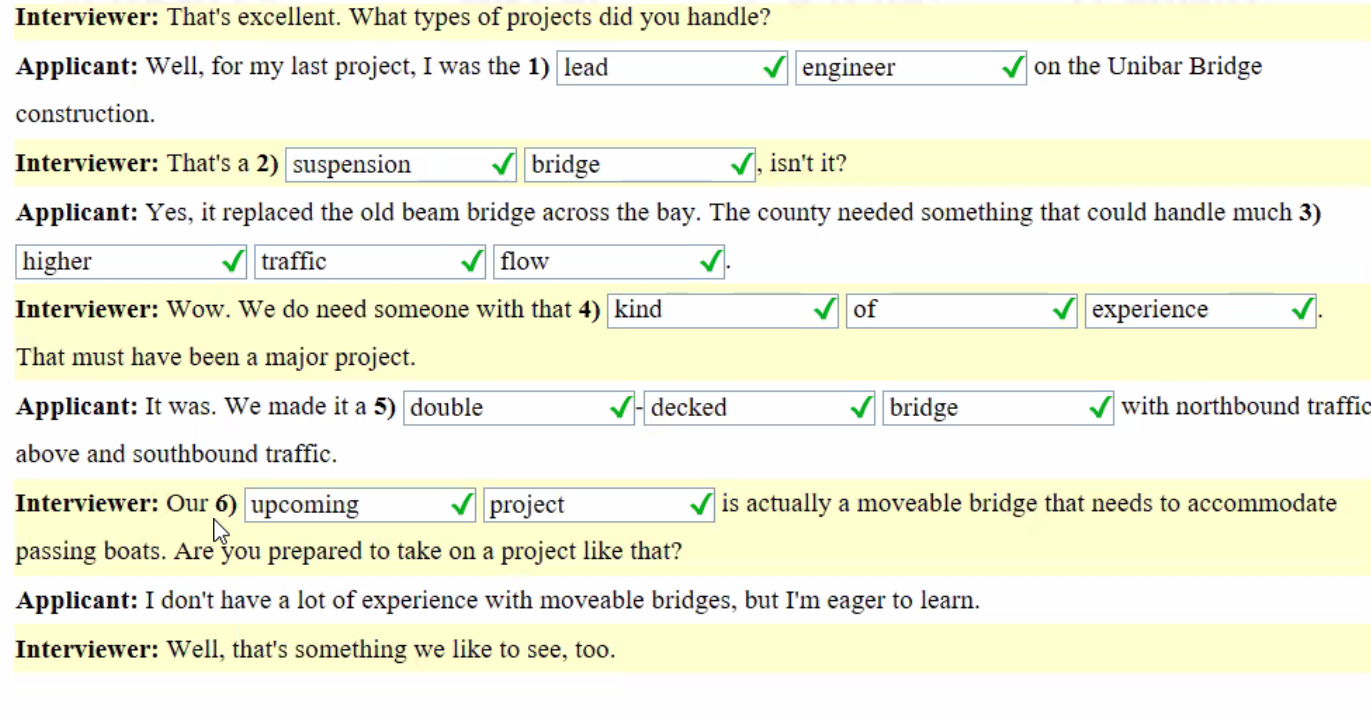 Interviewer: That's excellent. What types of projects did you handle?
Applicant: Well, for my last project, I was the 1) lead engineer on the Unibar Bridge
construction.
Interviewer: That's a 2) suspension bridge, isn't it?
Applicant: Yes, it replaced the old beam bridge across the bay. The county needed something that could handle much 3)
higher traffic flow.
Interviewer: Wow. We do need someone with that 4) kind of experience.
That must have been a major project.
Applicant: It was. We made it a 5) double-decked bridge with northbound traffic
above and southbound traffic.
Interviewer: Our 6) upcoming project is actually a moveable bridge that needs to accommodate
passing boats. Are you prepared to take on a project like that?
Applicant: I don't have a lot of experience with moveable bridges, but I'm eager to learn.
Interviewer: Well, that's something we like to see, too.